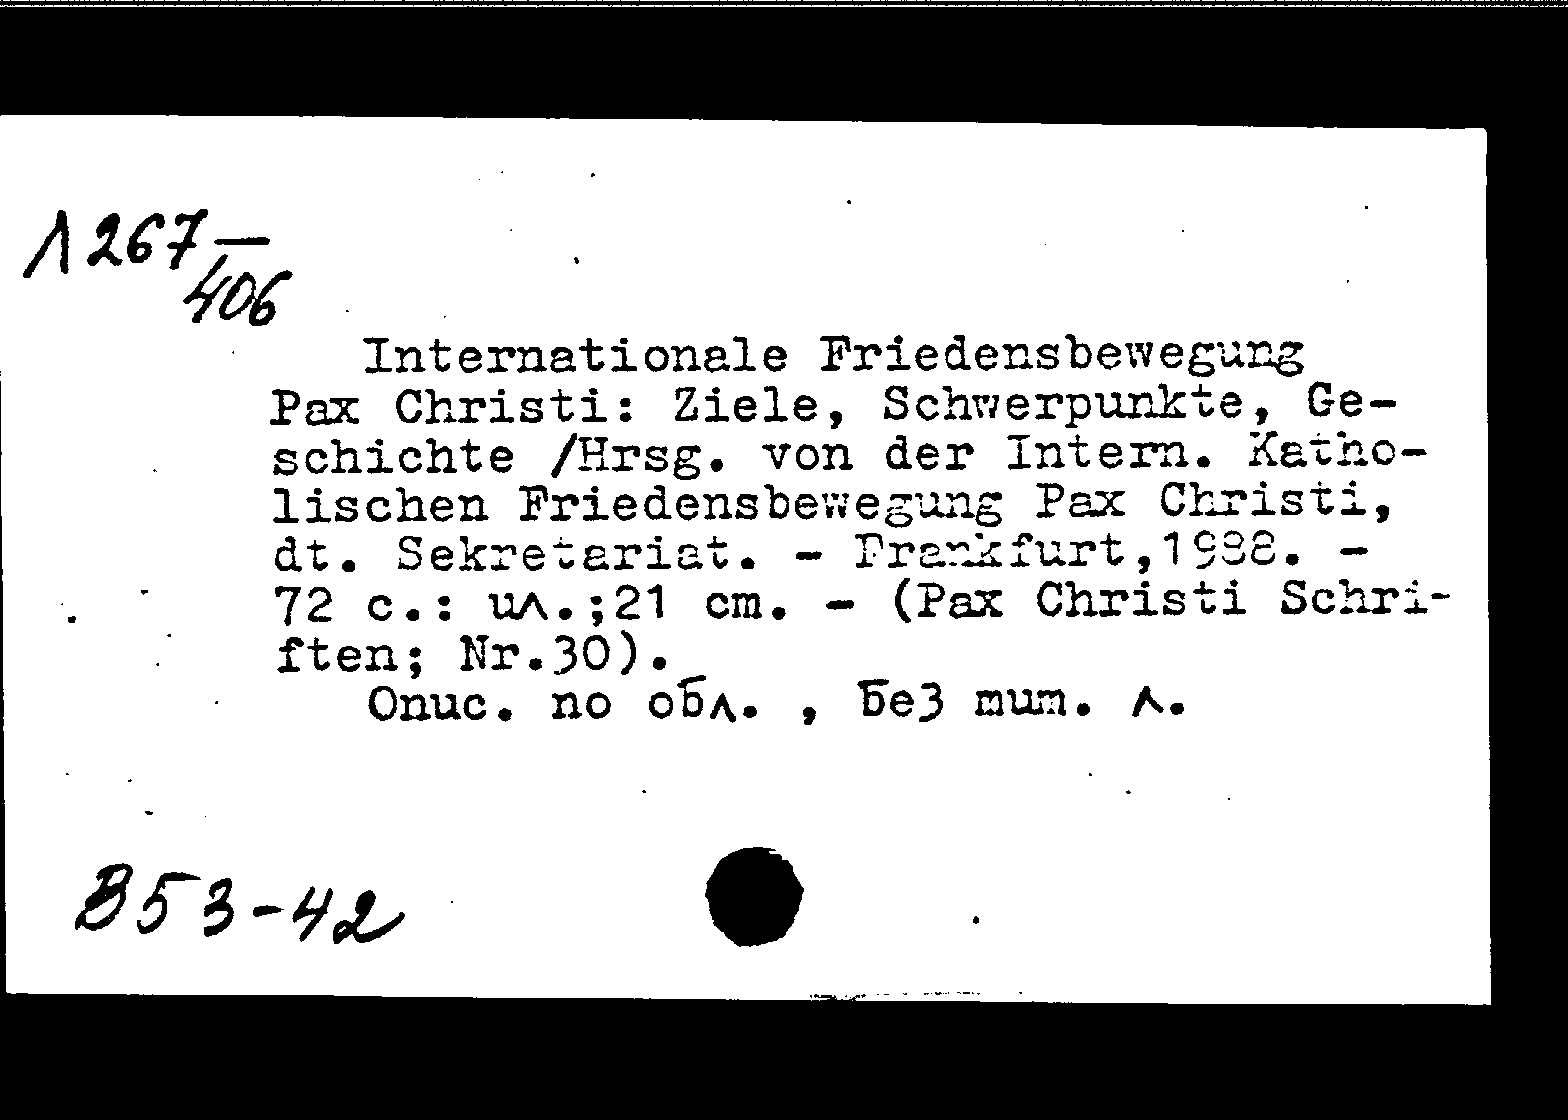 Л267—
406
Internationale Friedensbewegung
Pax Christi: Ziele, Schwerpunkte, Ge-
schichte /Hrsg. von der Intern. Katho-
lischen Friedensbewegung Pax Christi,
dt. Sekretariat. - Frankfurt,1988. -
72 c.: ил.;21 cm. - (Pax Christi Schri-
ften; Nr.30).
Опис. по обл. , без тит. л.
B53-42